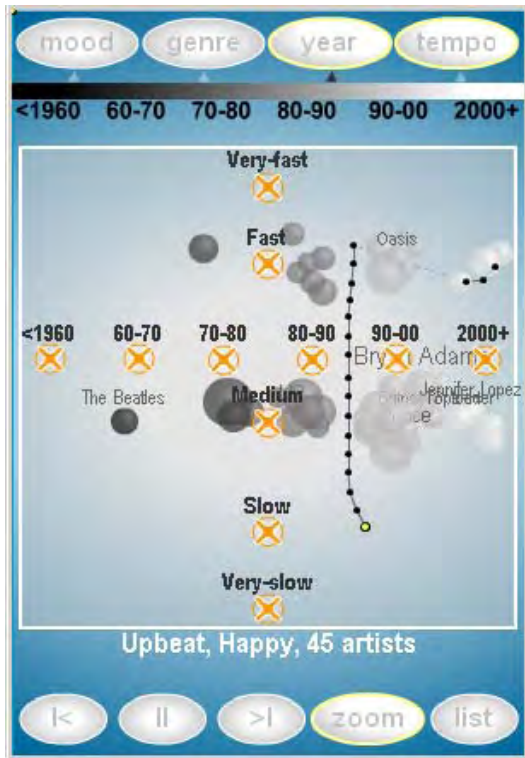 mood genre year tempo
<1960 60-70 70-80 80-90 90-00 2000+
Very-fast
Fast
Oasis
<1960 60-70 70-80 80-90 90-00 2000+
Bryan Adams
The Beatles
Medium
Jennifer Lopez
Slow
Very-slow
Upbeat, Happy, 45 artists
I< II >I zoom list